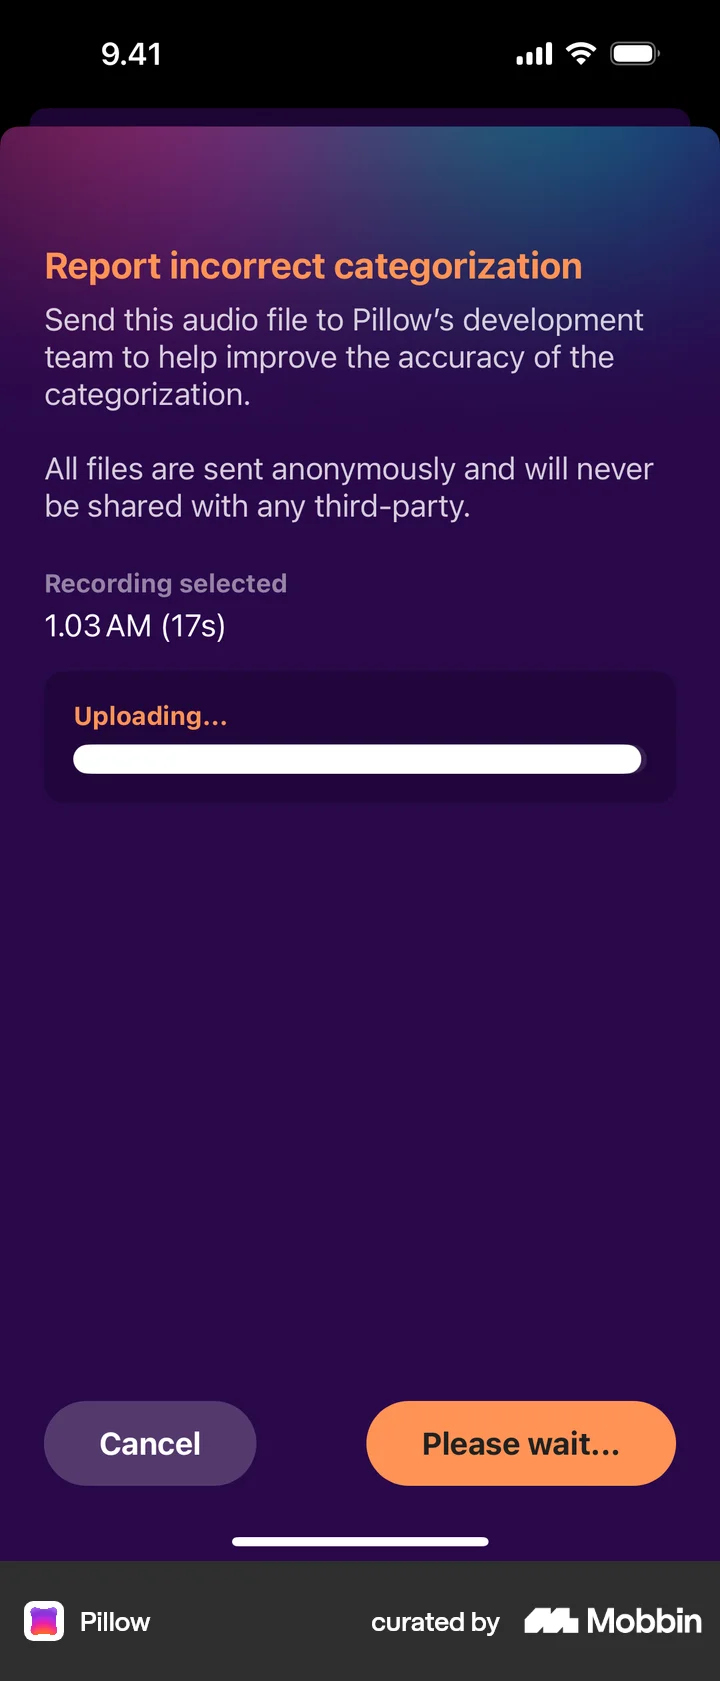 9.41
Report incorrect categorization
Send this audio file to Pillow’s development
team to help improve the accuracy of the
categorization.
All files are sent anonymously and will never
be shared with any third-party.
Recording selected
1.03 AM (17s)
Uploading...
Cancel
Please wait...
Pillow
curated by
Mobbin